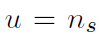 u = n_s